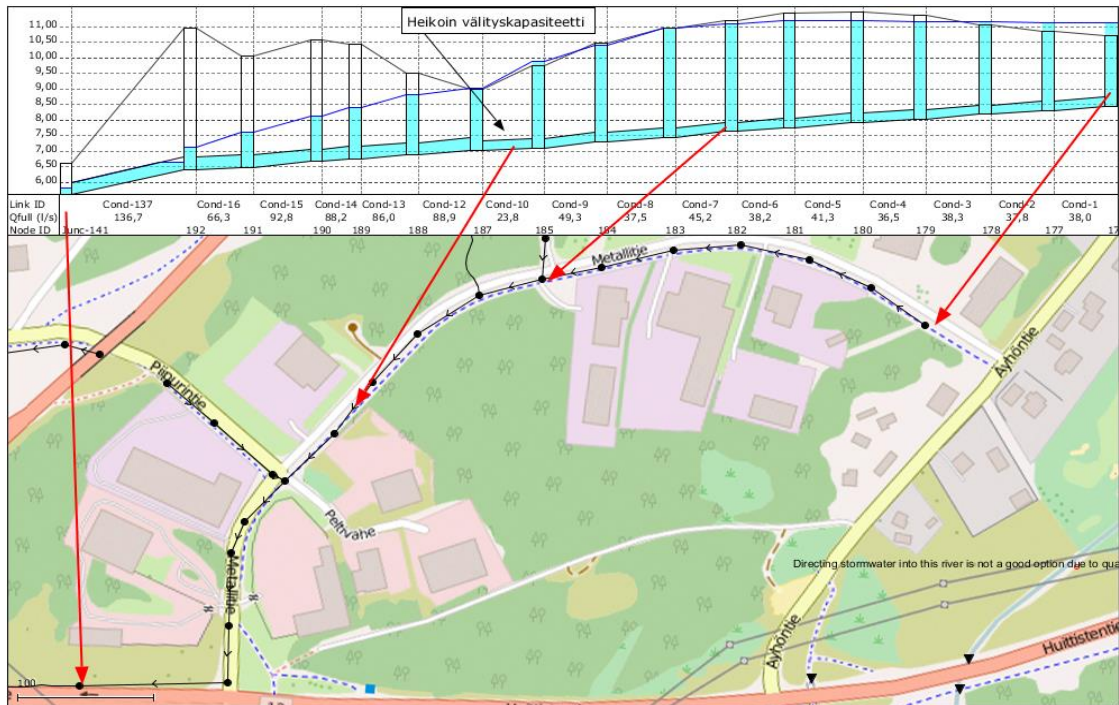 Heikoin välityskapasiteetti
11,00
10,50
10,00
9,50
9,00
8,50
8,00
7,50
7,00
6,50
6,00
Link ID Cond-137 Cond-16 Cond-15 Cond-14 Cond-13 Cond-12 Cond-10 Cond-9 Cond-8 Cond-7 Cond-6 Cond-5 Cond-4 Cond-3 Cond-2 Cond-1
Qfull (l/s) 136,7 66,3 92,8 88,2 86,0 88,9 23,8 49,3 37,5 45,2 38,2 41,3 36,5 38,3 37,8 38,0
Node ID Junc-141 192 191 190 189 188 187 185 184 183 182 181 180 179 178 177
Metallitie
Äyhöntie
Piipurintie
Peltivahe
Metallitie
Directing stormwater into this river is not a good option due to qua
Äyhöntie
Huittistentie
100